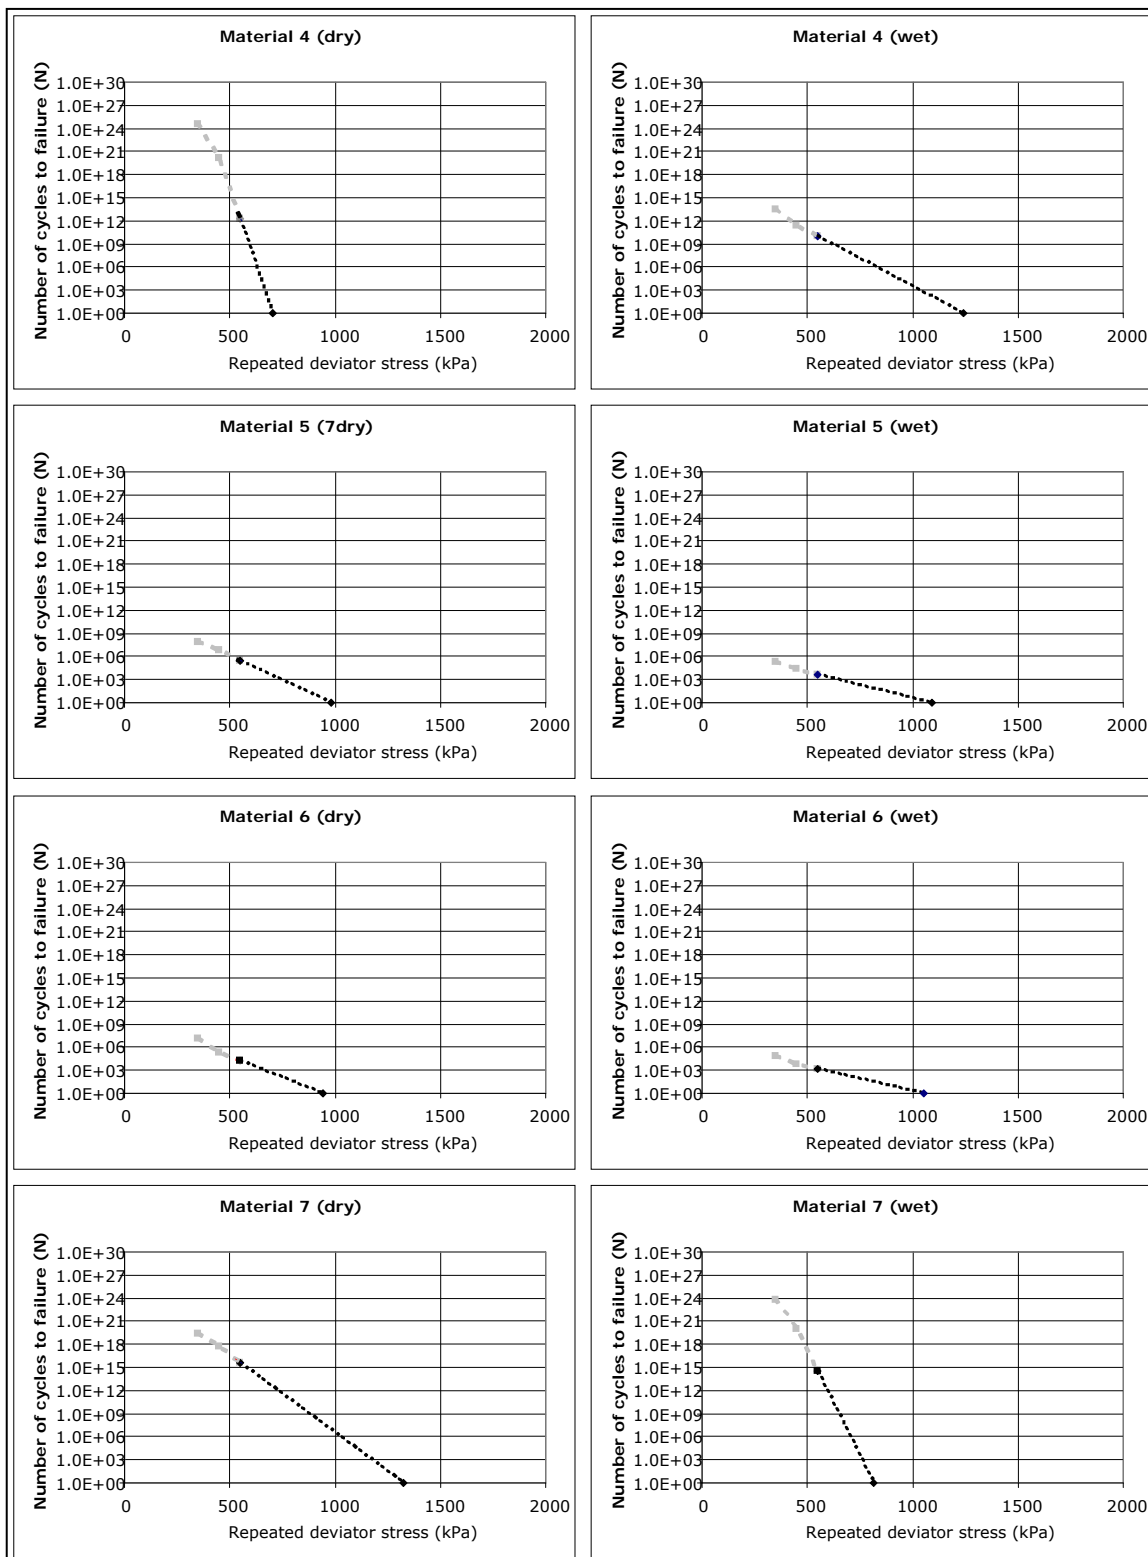 Material 4 (dry)
Number of cycles to failure (N)
1.0E+30
1.0E+27
1.0E+24
1.0E+21
1.0E+18
1.0E+15
1.0E+12
1.0E+09
1.0E+06
1.0E+03
1.0E+00
0 500 1000 1500 2000
Repeated deviator stress (kPa)
Material 4 (wet)
Number of cycles to failure (N)
1.0E+30
1.0E+27
1.0E+24
1.0E+21
1.0E+18
1.0E+15
1.0E+12
1.0E+09
1.0E+06
1.0E+03
1.0E+00
0 500 1000 1500 2000
Repeated deviator stress (kPa)
Material 5 (7dry)
Number of cycles to failure (N)
1.0E+30
1.0E+27
1.0E+24
1.0E+21
1.0E+18
1.0E+15
1.0E+12
1.0E+09
1.0E+06
1.0E+03
1.0E+00
0 500 1000 1500 2000
Repeated deviator stress (kPa)
Material 5 (wet)
Number of cycles to failure (N)
1.0E+30
1.0E+27
1.0E+24
1.0E+21
1.0E+18
1.0E+15
1.0E+12
1.0E+09
1.0E+06
1.0E+03
1.0E+00
0 500 1000 1500 2000
Repeated deviator stress (kPa)
Material 6 (dry)
Number of cycles to failure (N)
1.0E+30
1.0E+27
1.0E+24
1.0E+21
1.0E+18
1.0E+15
1.0E+12
1.0E+09
1.0E+06
1.0E+03
1.0E+00
0 500 1000 1500 2000
Repeated deviator stress (kPa)
Material 6 (wet)
Number of cycles to failure (N)
1.0E+30
1.0E+27
1.0E+24
1.0E+21
1.0E+18
1.0E+15
1.0E+12
1.0E+09
1.0E+06
1.0E+03
1.0E+00
0 500 1000 1500 2000
Repeated deviator stress (kPa)
Material 7 (dry)
Number of cycles to failure (N)
1.0E+30
1.0E+27
1.0E+24
1.0E+21
1.0E+18
1.0E+15
1.0E+12
1.0E+09
1.0E+06
1.0E+03
1.0E+00
0 500 1000 1500 2000
Repeated deviator stress (kPa)
Material 7 (wet)
Number of cycles to failure (N)
1.0E+30
1.0E+27
1.0E+24
1.0E+21
1.0E+18
1.0E+15
1.0E+12
1.0E+09
1.0E+06
1.0E+03
1.0E+00
0 500 1000 1500 2000
Repeated deviator stress (kPa)